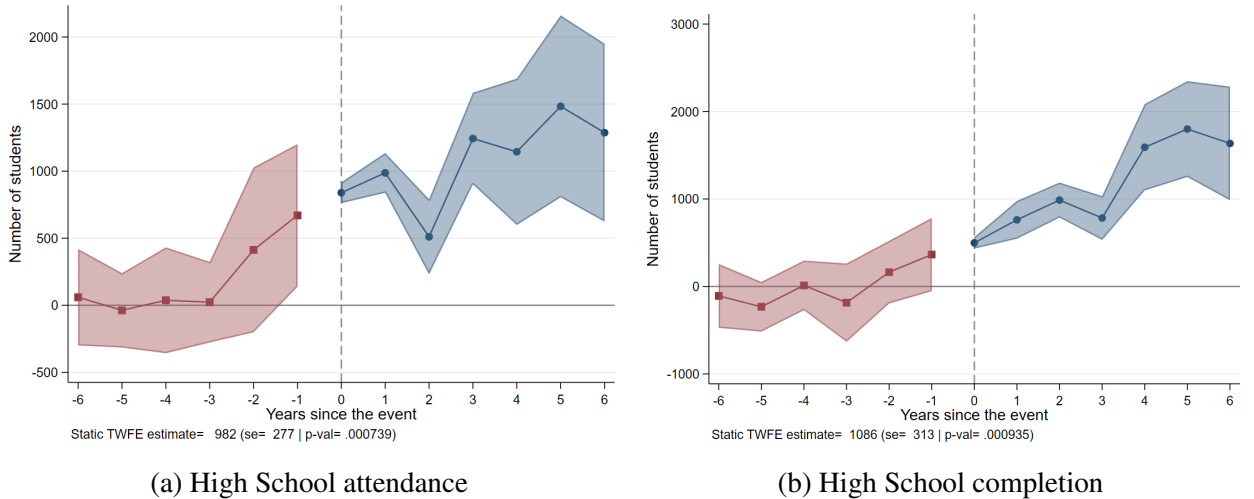 Number of students
2000
1500
1000
500
0
-500
-6 -5 -4 -3 -2 -1 0 1 2 3 4 5 6
Years since the event
Static TWFE estimate= 982 (se= 277 | p-val= .000739)
(a) High School attendance
Number of students
3000
2000
1000
0
-1000
-6 -5 -4 -3 -2 -1 0 1 2 3 4 5 6
Years since the event
Static TWFE estimate= 1086 (se= 313 | p-val= .000935)
(b) High School completion